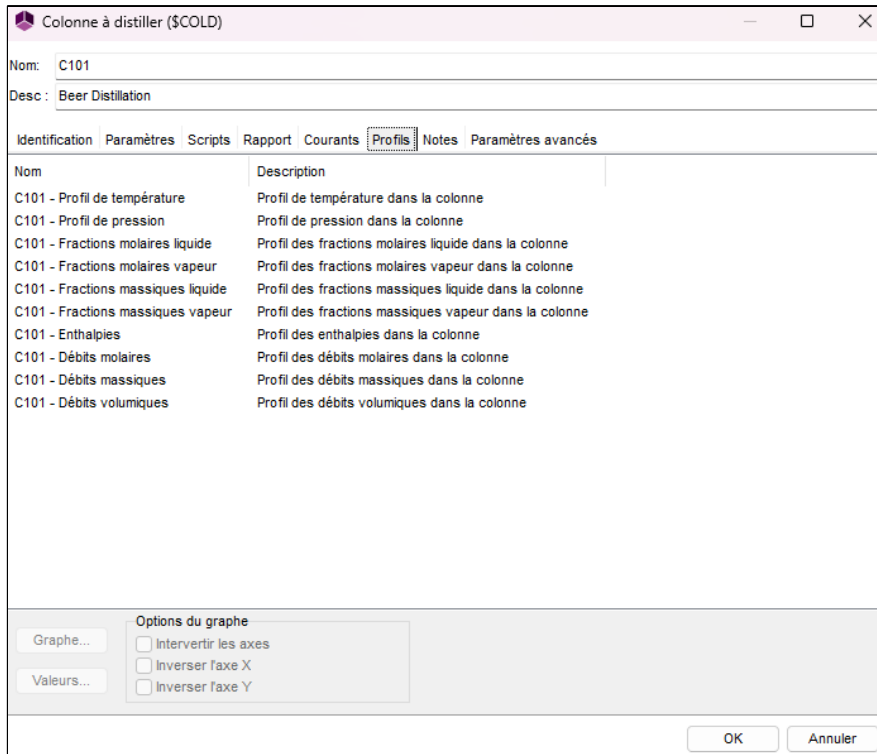 Colonne à distiller ($COLD)
Nom: C101
Desc : Beer Distillation
Identification Paramètres Scripts Rapport Courants Profils Notes Paramètres avancés
Nom Description
C101 - Profil de température Profil de température dans la colonne
C101 - Profil de pression Profil de pression dans la colonne
C101 - Fractions molaires liquide Profil des fractions molaires liquide dans la colonne
C101 - Fractions molaires vapeur Profil des fractions molaires vapeur dans la colonne
C101 - Fractions massiques liquide Profil des fractions massiques liquide dans la colonne
C101 - Fractions massiques vapeur Profil des fractions massiques vapeur dans la colonne
C101 - Enthalpies Profil des enthalpies dans la colonne
C101 - Débits molaires Profil des débits molaires dans la colonne
C101 - Débits massiques Profil des débits massiques dans la colonne
C101 - Débits volumiques Profil des débits volumiques dans la colonne
Options du graphe
Graphe... Intervertir les axes
Inverser l'axe X
Valeurs... Inverser l'axe Y
OK Annuler